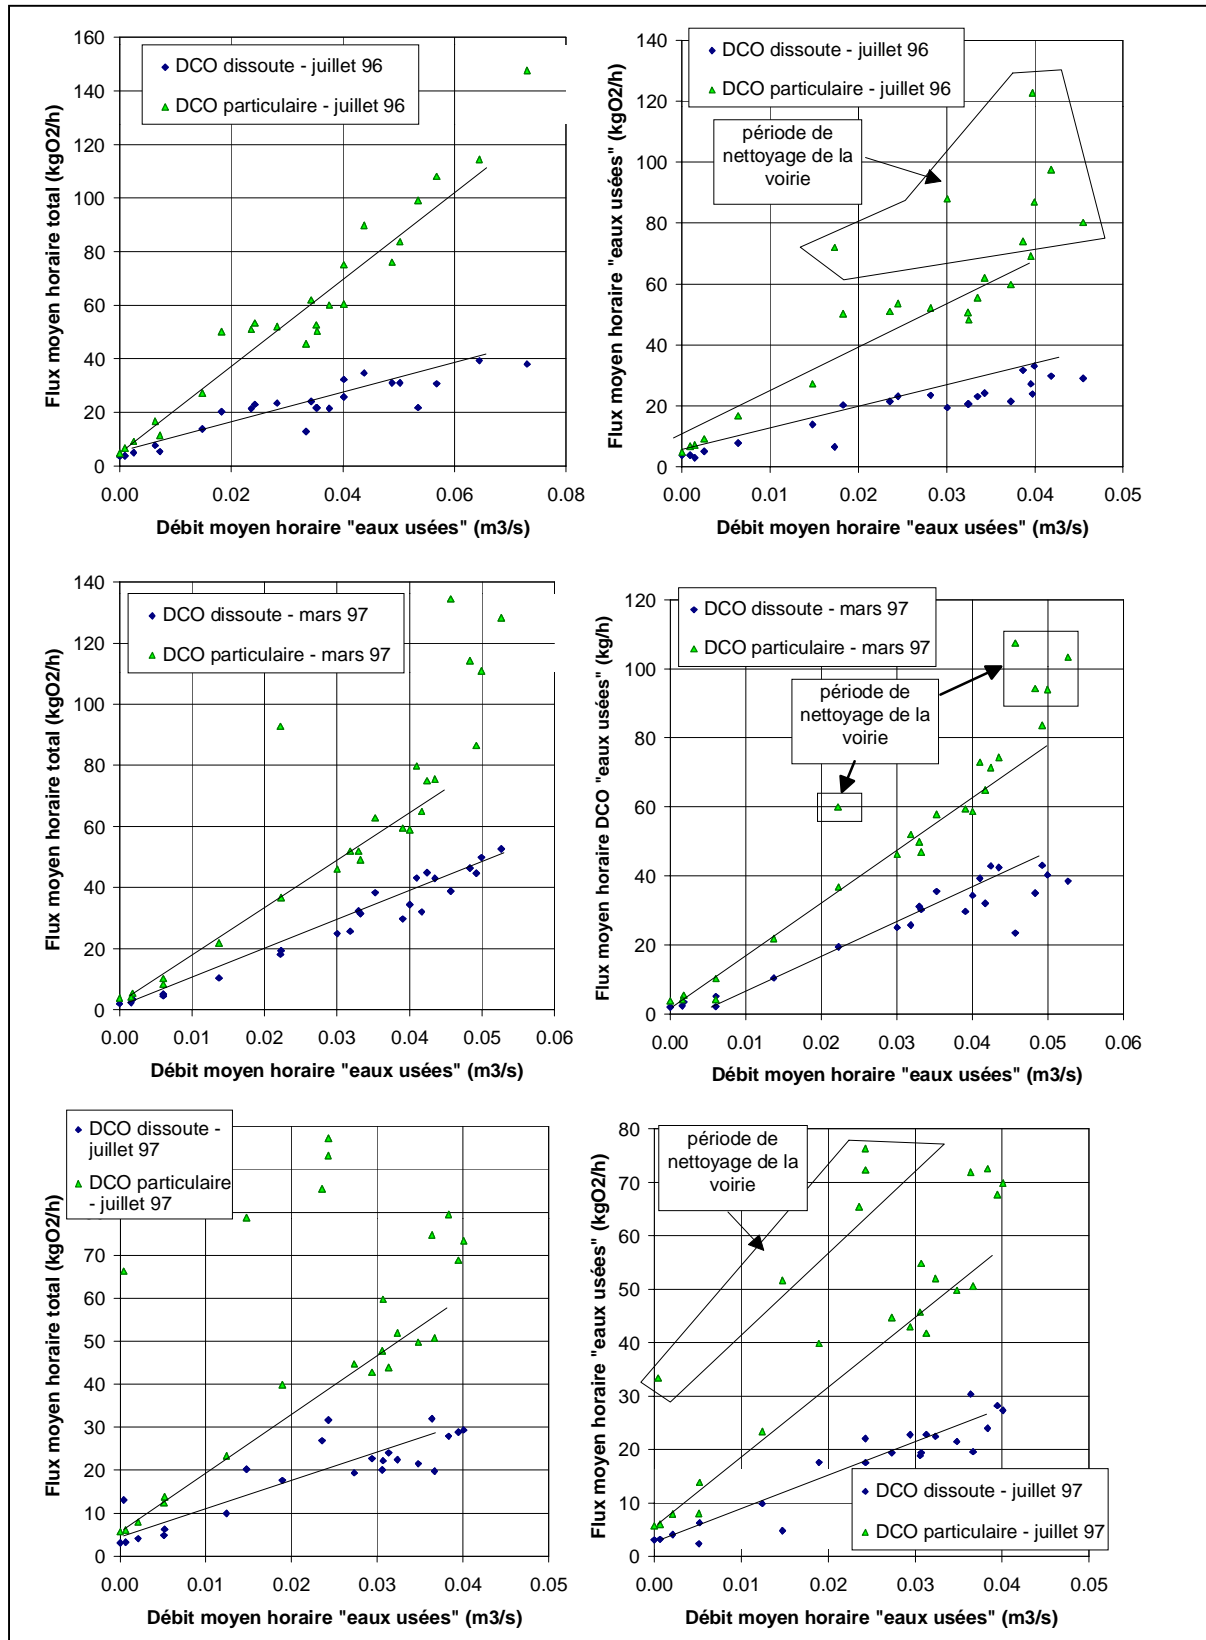 Flux moyen horaire total (kgO2/h)
160
140
120
100
80
60
40
20
0
DCO dissoute - juillet 96
DCO particulaire - juillet 96
0.00 0.02 0.04 0.06 0.08
Débit moyen horaire "eaux usées" (m3/s)
Flux moyen horaire "eaux usées" (kgO2/h)
140
120
100
80
60
40
20
0
DCO dissoute - juillet 96
DCO particulaire - juillet 96
période de
nettoyage de la
voirie
0.00 0.01 0.02 0.03 0.04 0.05
Débit moyen horaire "eaux usées" (m3/s)
Flux moyen horaire total (kgO2/h)
140
120
100
80
60
40
20
0
DCO dissoute - mars 97
DCO particulaire - mars 97
0.00 0.01 0.02 0.03 0.04 0.05 0.06
Débit moyen horaire "eaux usées" (m3/s)
Flux moyen horaire DCO "eaux usées" (kg/h)
120
100
80
60
40
20
0
DCO dissoute - mars 97
DCO particulaire - mars 97
période de
nettoyage de la
voirie
0.00 0.01 0.02 0.03 0.04 0.05 0.06
Débit moyen horaire "eaux usées" (m3/s)
Flux moyen horaire total (kgO2/h)
DCO dissoute -
juillet 97
DCO particulaire
- juillet 97
70
60
50
40
30
20
10
0
0.00 0.01 0.02 0.03 0.04 0.05
Débit moyen horaire "eaux usées" (m3/s)
Flux moyen horaire "eaux usées" (kgO2/h)
80
70
60
50
40
30
20
10
0
période de
nettoyage de la
voirie
DCO dissoute - juillet 97
DCO particulaire - juillet 97
0.00 0.01 0.02 0.03 0.04 0.05
Débit moyen horaire "eaux usées" (m3/s)